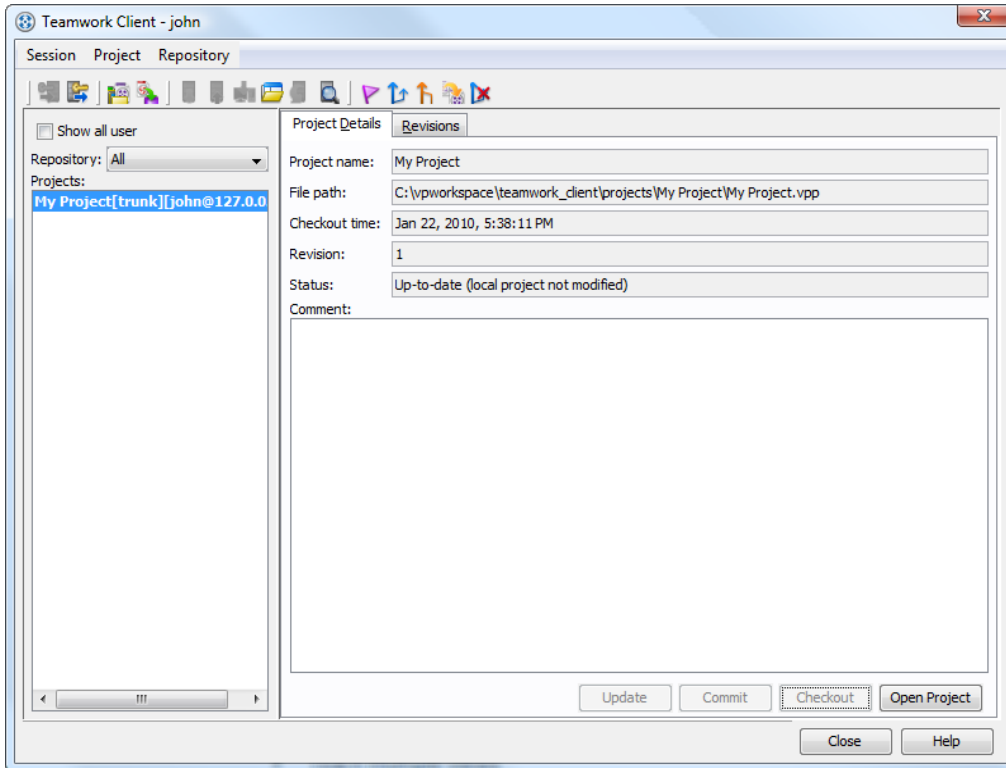 Teamwork Client - john
Session Project Repository
Show all user
Repository: All
Projects:
My Project[trunk][john@127.0.0
Project Details Revisions
Project name: My Project
File path: C:\vpworkspace\teamwork_client\projects\My Project\My Project.vpp
Checkout time: Jan 22, 2010, 5:38:11 PM
Revision: 1
Status: Up-to-date (local project not modified)
Comment:
Update Commit Checkout Open Project
Close Help